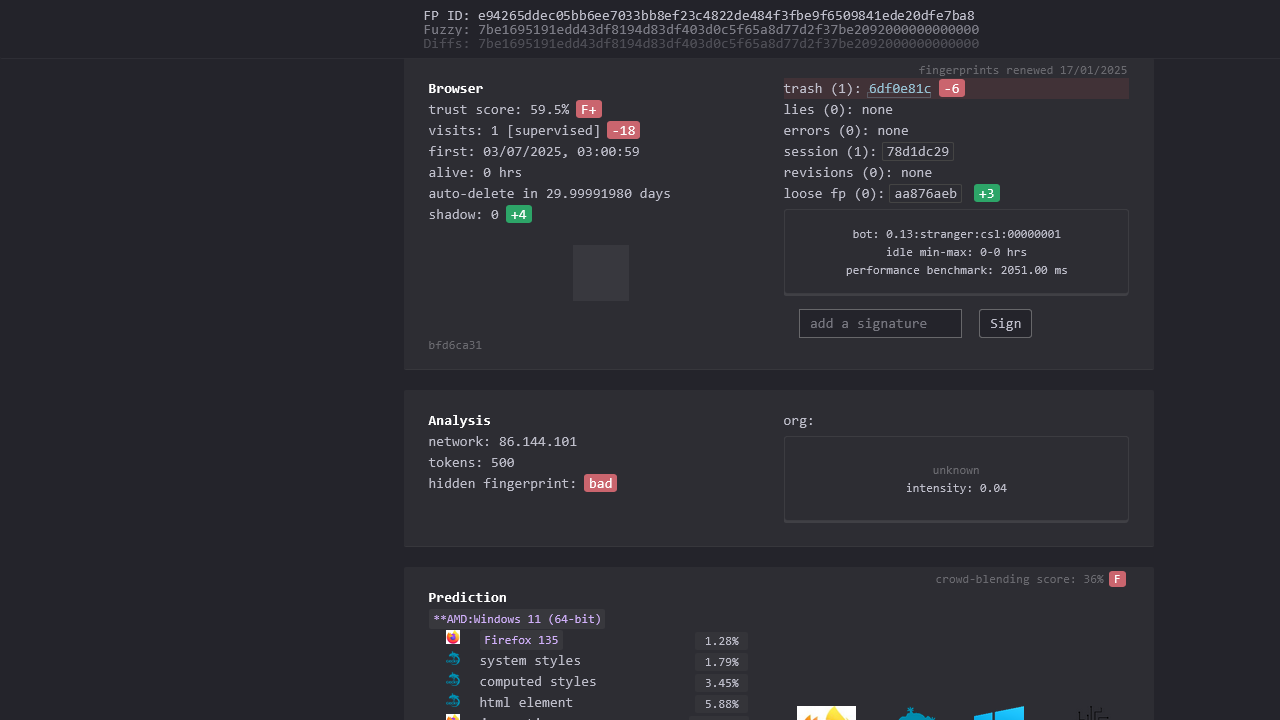 FP ID: e94265ddec05bb6ee7033bb8ef23c4822de484f3fbe9f6509841ede20dfe7ba8
Fuzzy: 7be1695191edd43df8194d83df403d0c5f65a8d77d2f37be2092000000000000
Diffs: 7be1695191edd43df8194d83df403d0c5f65a8d77d2f37be2092000000000000
fingerprints renewed 17/01/2025
Browser
trust score: 59.5% F+
visits: 1 [supervised] -18
first: 03/07/2025, 03:00:59
alive: 0 hrs
auto-delete in 29.99991980 days
shadow: 0 +4
bfd6ca31
trash (1): 6df0e81c -6
lies (0): none
errors (0): none
session (1): 78d1dc29
revisions (0): none
loose fp (0): aa876aeb +3
bot: 0.13:stranger:csl:00000001
idle min-max: 0-0 hrs
performance benchmark: 2051.00 ms
add a signature Sign
Analysis
network: 86.144.101
tokens: 500
hidden fingerprint: bad
org:
unknown
intensity: 0.04
crowd-blending score: 36% F
Prediction
**AMD:Windows 11 (64-bit)
Firefox 135 1.28%
system styles 1.79%
computed styles 3.45%
html element 5.88%